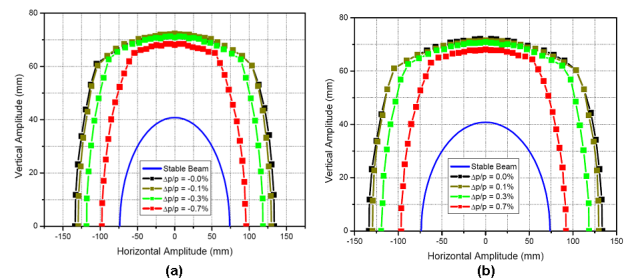 80
60
40
20
0
Vertical Amplitude (mm)
Stable Beam
Δp/p = -0.0%
Δp/p = -0.1%
Δp/p = -0.3%
Δp/p = -0.7%
-150 -100 -50 0 50 100 150
Horizontal Amplitude (mm)
(a)
80
60
40
20
0
Vertical Amplitude (mm)
Stable Beam
Δp/p = 0.0%
Δp/p = 0.1%
Δp/p = 0.3%
Δp/p = 0.7%
-150 -100 -50 0 50 100 150
Horizontal Amplitude (mm)
(b)